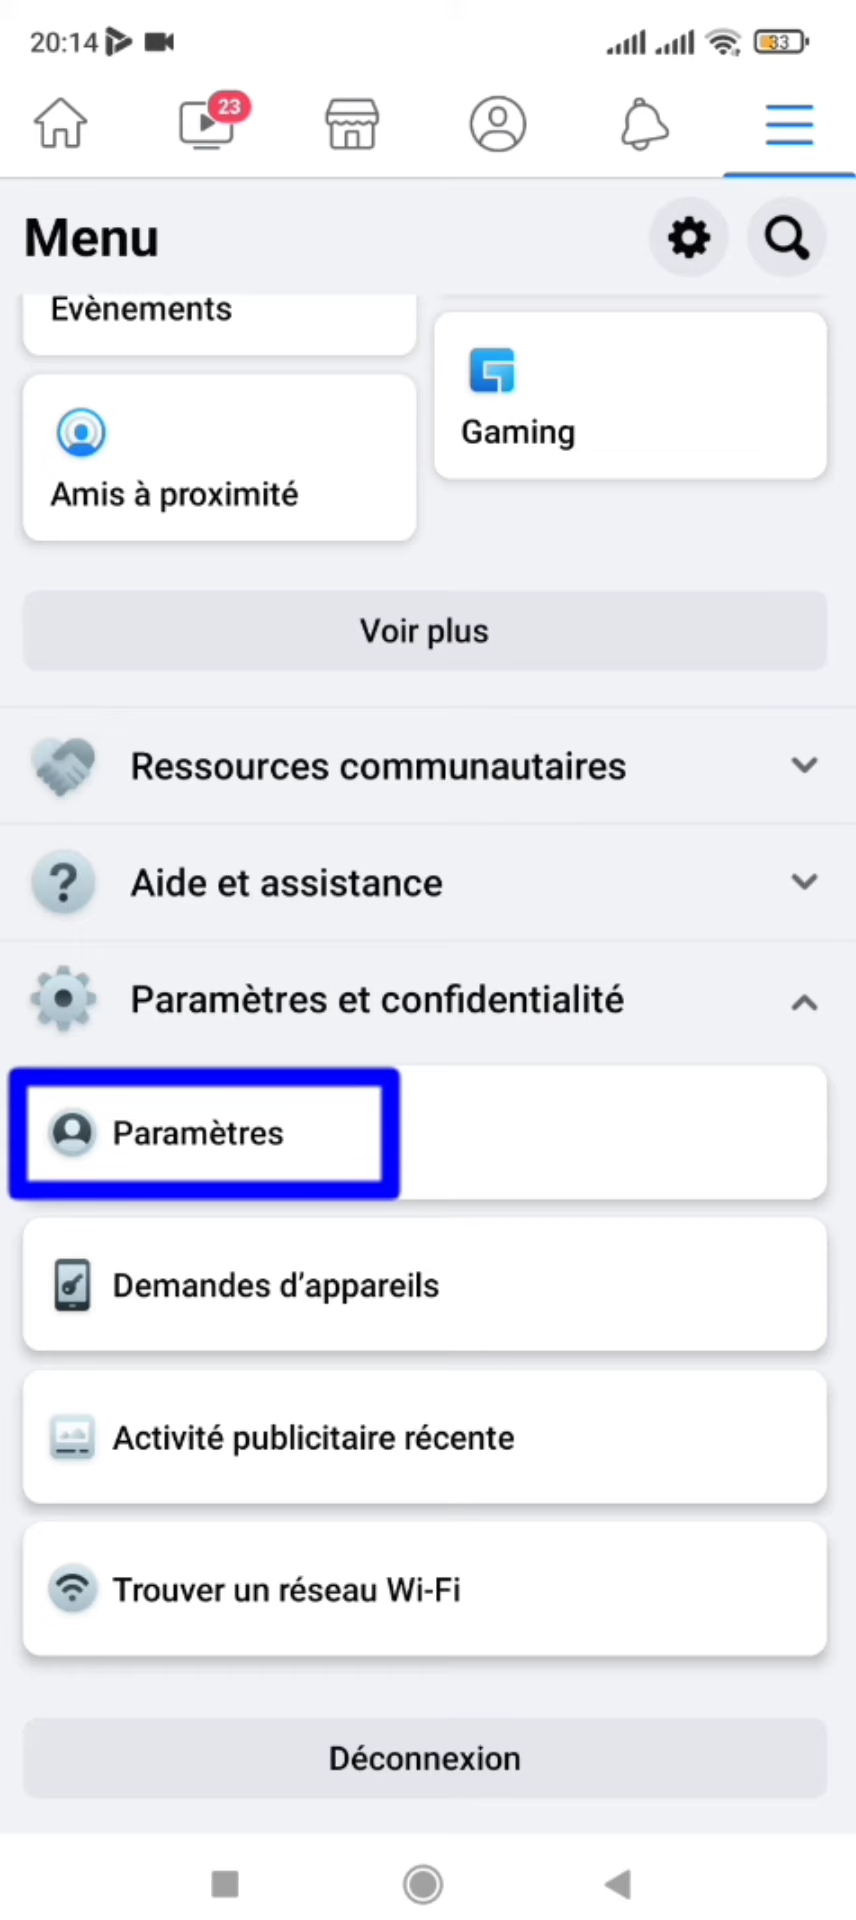 20:14
33
23
Menu
Evènements
Gaming
Amis à proximité
Voir plus
Ressources communautaires
Aide et assistance
Paramètres et confidentialité
Paramètres
Demandes d’appareils
Activité publicitaire récente
Trouver un réseau Wi-Fi
Déconnexion